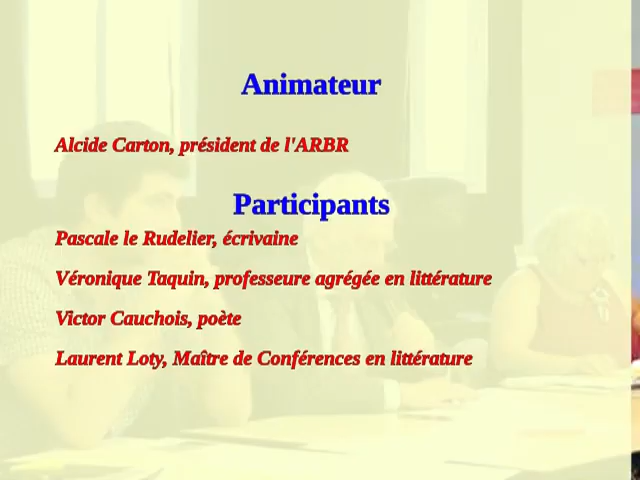 Animateur
Alcide Carton, président de l'ARBR
Participants
Pascale le Rudelier, écrivaine
Véronique Taquin, professeure agrégée en littérature
Victor Cauchois, poète
Laurent Loty, Maître de Conférences en littérature